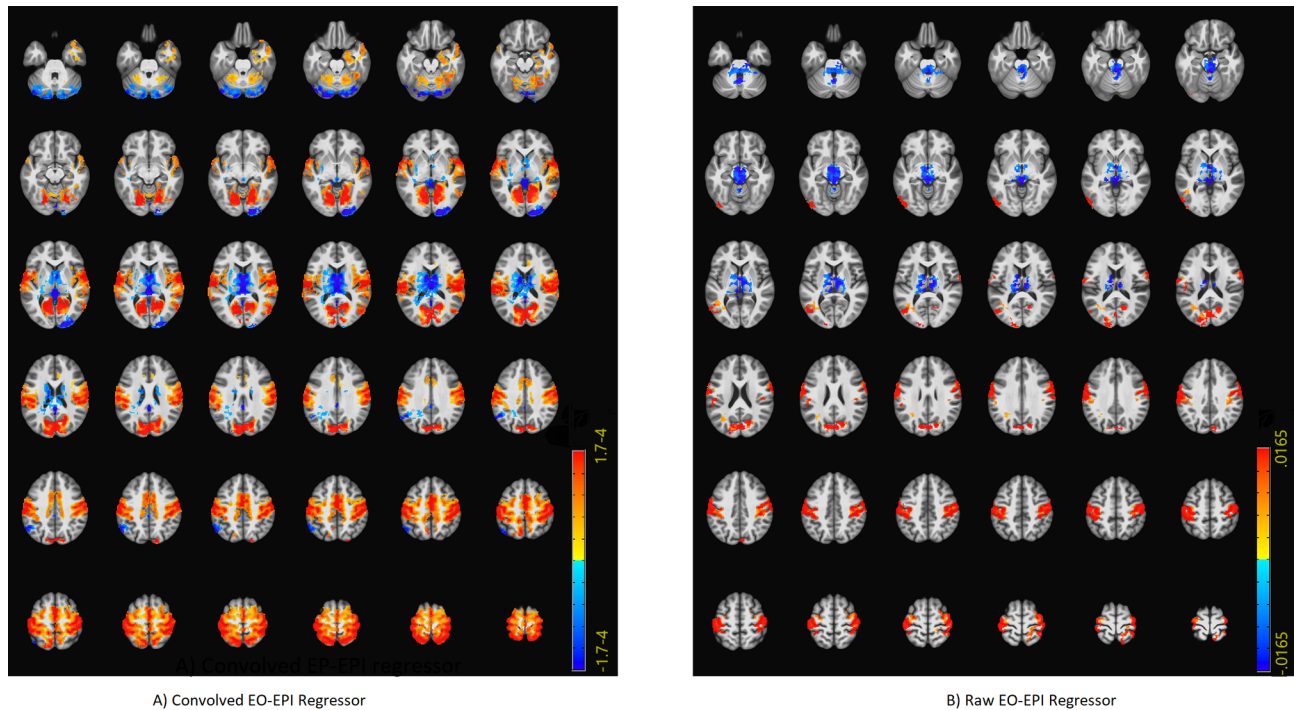 1.7-4
-1.7-4
A) Convolved EP-EPI regressor
A) Convolved EO-EPI Regressor
.0165
-.0165
B) Raw EO-EPI Regressor